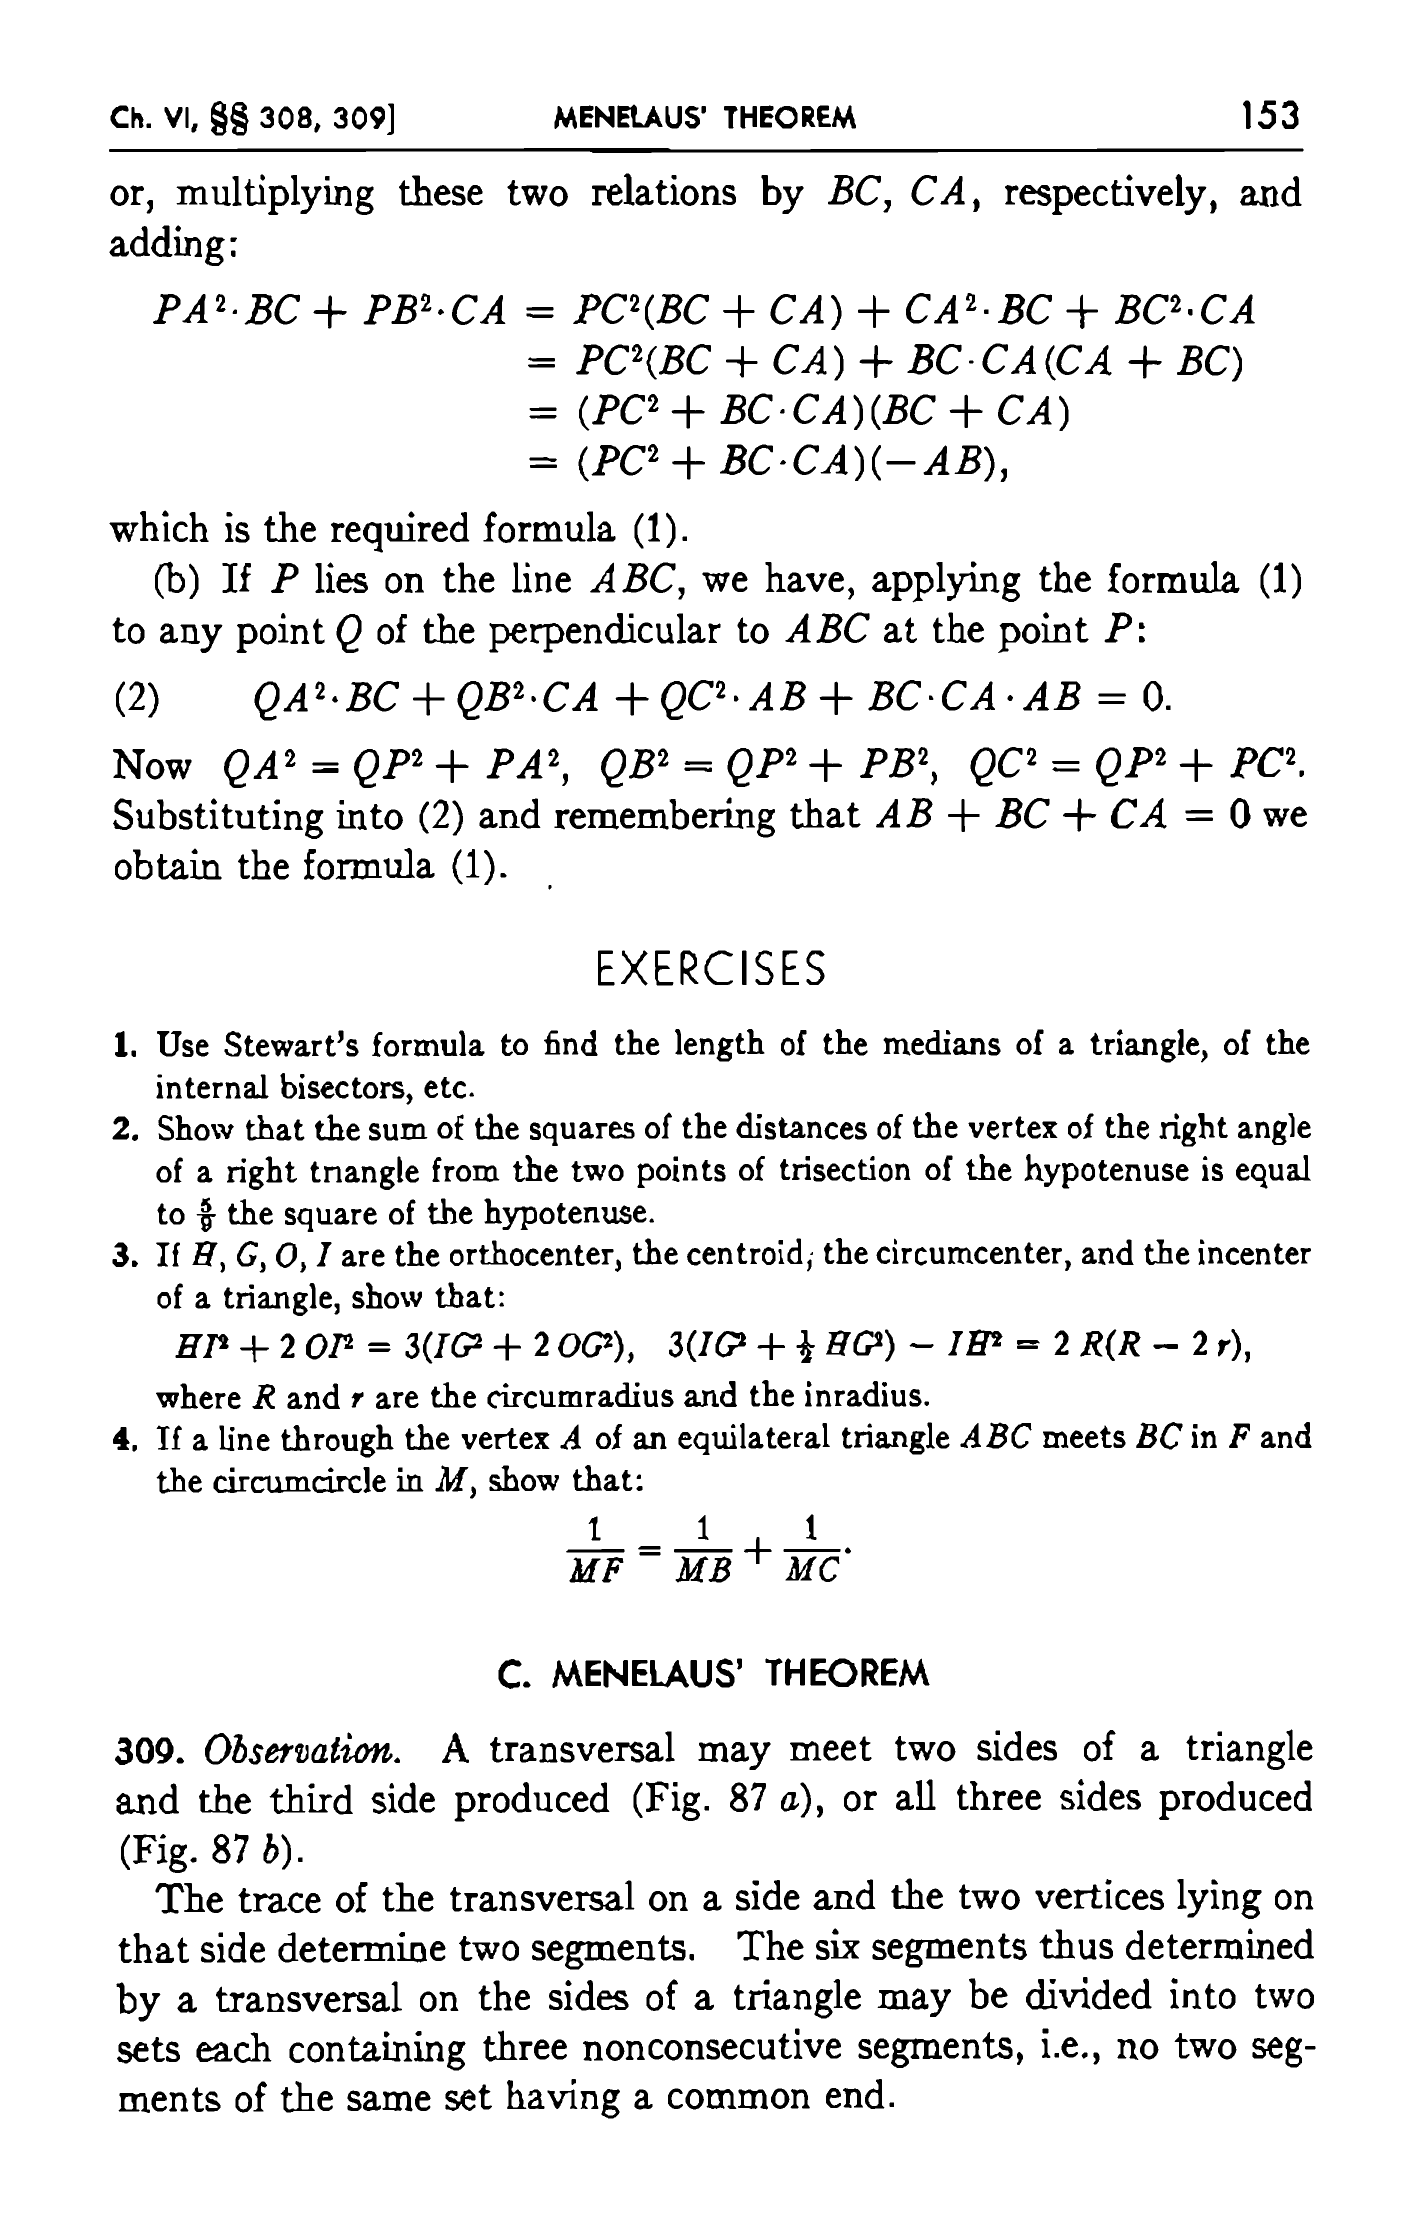 Ch. VI, §§ 308, 309] MENELAUS' THEOREM 153
or, multiplying these two relations by BC, CA, respectively, and
adding:
PA²·BC + PB²·CA = PC²(BC + CA) + CA²·BC + BC²·CA
= PC²(BC + CA) + BC·CA(CA + BC)
= (PC² + BC·CA)(BC + CA)
= (PC² + BC·CA)(−AB),
which is the required formula (1).
(b) If P lies on the line ABC, we have, applying the formula (1)
to any point Q of the perpendicular to ABC at the point P:
(2) QA²·BC + QB²·CA + QC²·AB + BC·CA·AB = 0.
Now QA² = QP² + PA², QB² = QP² + PB², QC² = QP² + PC².
Substituting into (2) and remembering that AB + BC + CA = 0 we
obtain the formula (1).
EXERCISES
1. Use Stewart's formula to find the length of the medians of a triangle, of the
internal bisectors, etc.
2. Show that the sum of the squares of the distances of the vertex of the right angle
of a right triangle from the two points of trisection of the hypotenuse is equal
to 5/9 the square of the hypotenuse.
3. If H, G, O, I are the orthocenter, the centroid, the circumcenter, and the incenter
of a triangle, show that:
HI² + 2 OI² = 3(IG² + 2 OG²), 3(IG² + ½ HG²) − IH² = 2 R(R − 2 r),
where R and r are the circumradius and the inradius.
4. If a line through the vertex A of an equilateral triangle ABC meets BC in F and
the circumcircle in M, show that:
1/MF = 1/MB + 1/MC.
C. MENELAUS' THEOREM
309. Observation. A transversal may meet two sides of a triangle
and the third side produced (Fig. 87 a), or all three sides produced
(Fig. 87 b).
The trace of the transversal on a side and the two vertices lying on
that side determine two segments. The six segments thus determined
by a transversal on the sides of a triangle may be divided into two
sets each containing three nonconsecutive segments, i.e., no two seg-
ments of the same set having a common end.